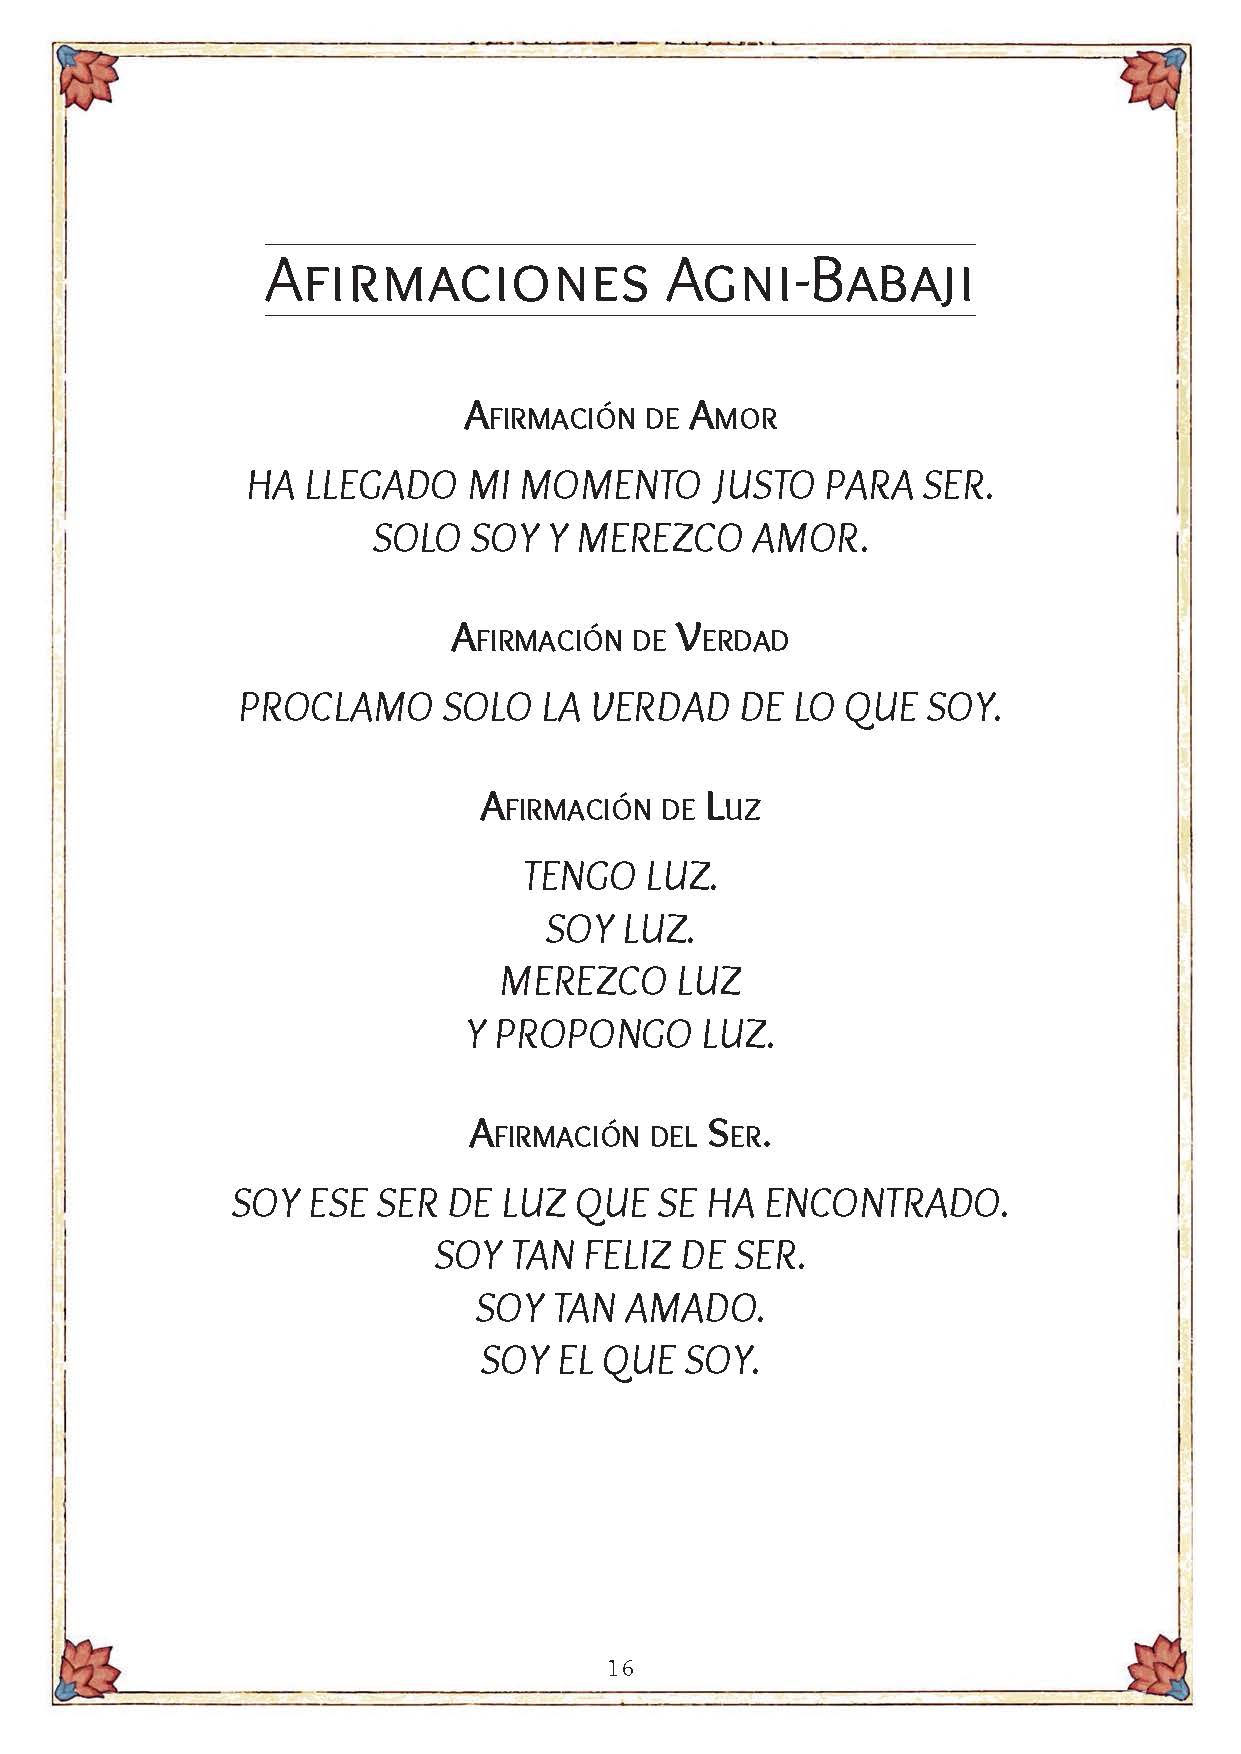 Afirmaciones Agni-Babaji
Afirmación de Amor
HA LLEGADO MI MOMENTO JUSTO PARA SER.
SOLO SOY Y MEREZCO AMOR.
Afirmación de Verdad
PROCLAMO SOLO LA VERDAD DE LO QUE SOY.
Afirmación de Luz
TENGO LUZ.
SOY LUZ.
MEREZCO LUZ
Y PROPONGO LUZ.
Afirmación del Ser.
SOY ESE SER DE LUZ QUE SE HA ENCONTRADO.
SOY TAN FELIZ DE SER.
SOY TAN AMADO.
SOY EL QUE SOY.
16